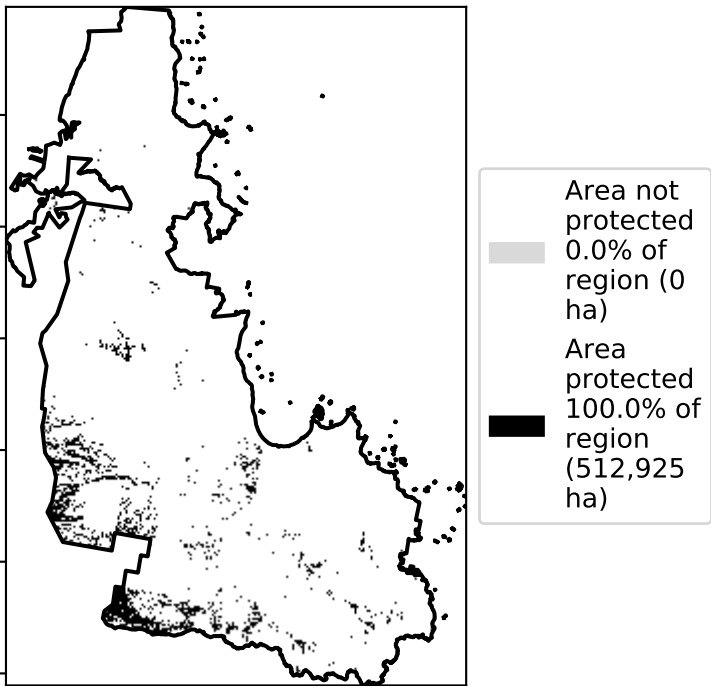 Area not
protected
0.0% of
region (0
ha)
Area
protected
100.0% of
region
(512,925
ha)